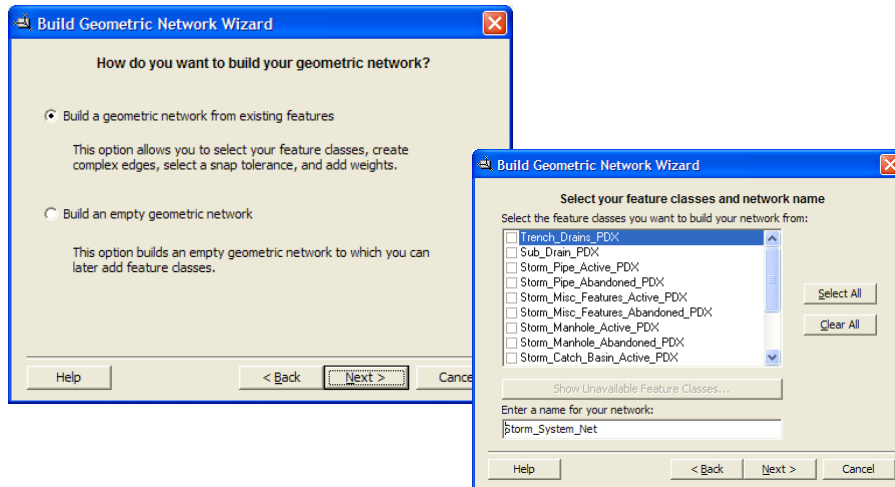 Build Geometric Network Wizard
How do you want to build your geometric network?
Build a geometric network from existing features
This option allows you to select your feature classes, create
complex edges, select a snap tolerance, and add weights.
Build an empty geometric network
This option builds an empty geometric network to which you can
later add feature classes.
Help
< Back
Next >
Cance
Build Geometric Network Wizard
Select your feature classes and network name
Select the feature classes you want to build your network from:
Trench_Drains_PDX
Sub_Drain_PDX
Storm_Pipe_Active_PDX
Storm_Pipe_Abandoned_PDX
Storm_Misc_Features_Active_PDX
Storm_Misc_Features_Abandoned_PDX
Storm_Manhole_Active_PDX
Storm_Manhole_Abandoned_PDX
Storm_Catch_Basin_Active_PDX
Select All
Clear All
Show Unavailable Feature Classes...
Enter a name for your network:
Storm_System_Net
Help
< Back
Next >
Cancel